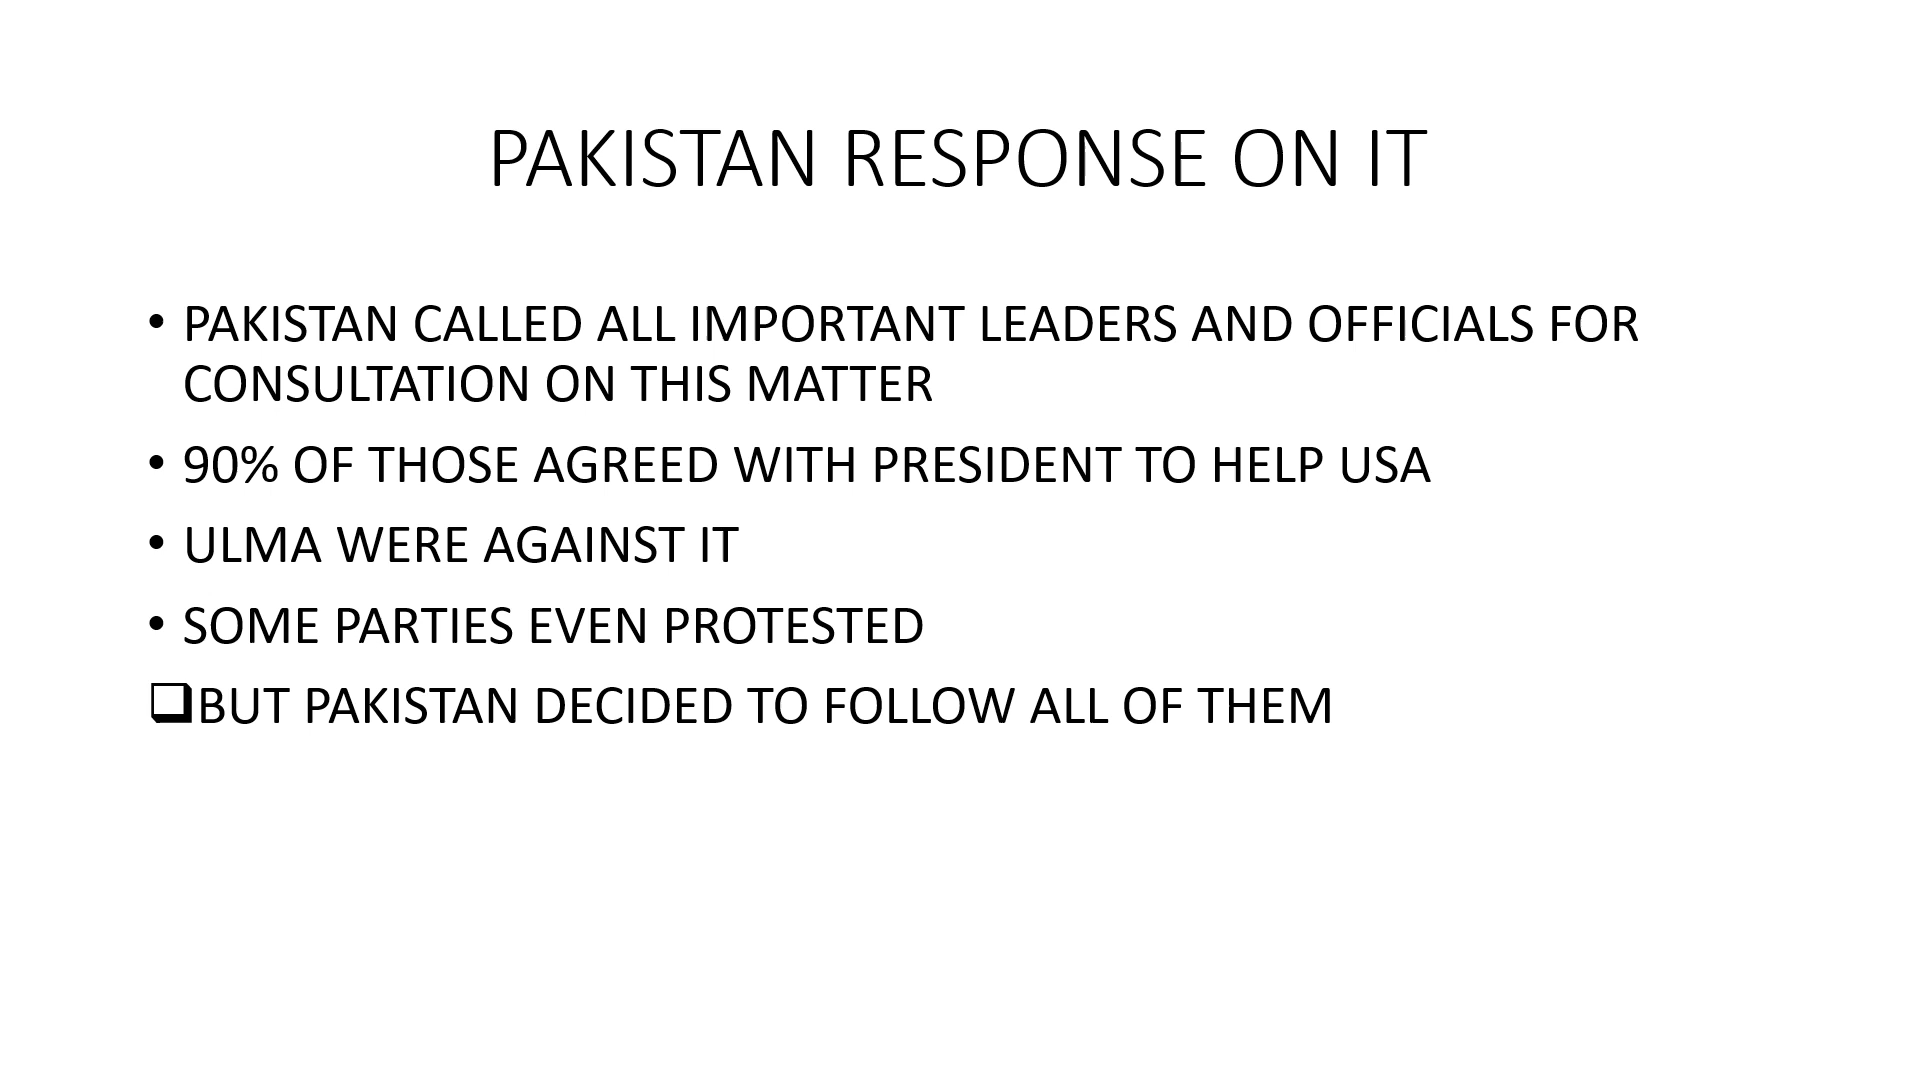 PAKISTAN RESPONSE ON IT
• PAKISTAN CALLED ALL IMPORTANT LEADERS AND OFFICIALS FOR
CONSULTATION ON THIS MATTER
• 90% OF THOSE AGREED WITH PRESIDENT TO HELP USA
• ULMA WERE AGAINST IT
• SOME PARTIES EVEN PROTESTED
❑BUT PAKISTAN DECIDED TO FOLLOW ALL OF THEM